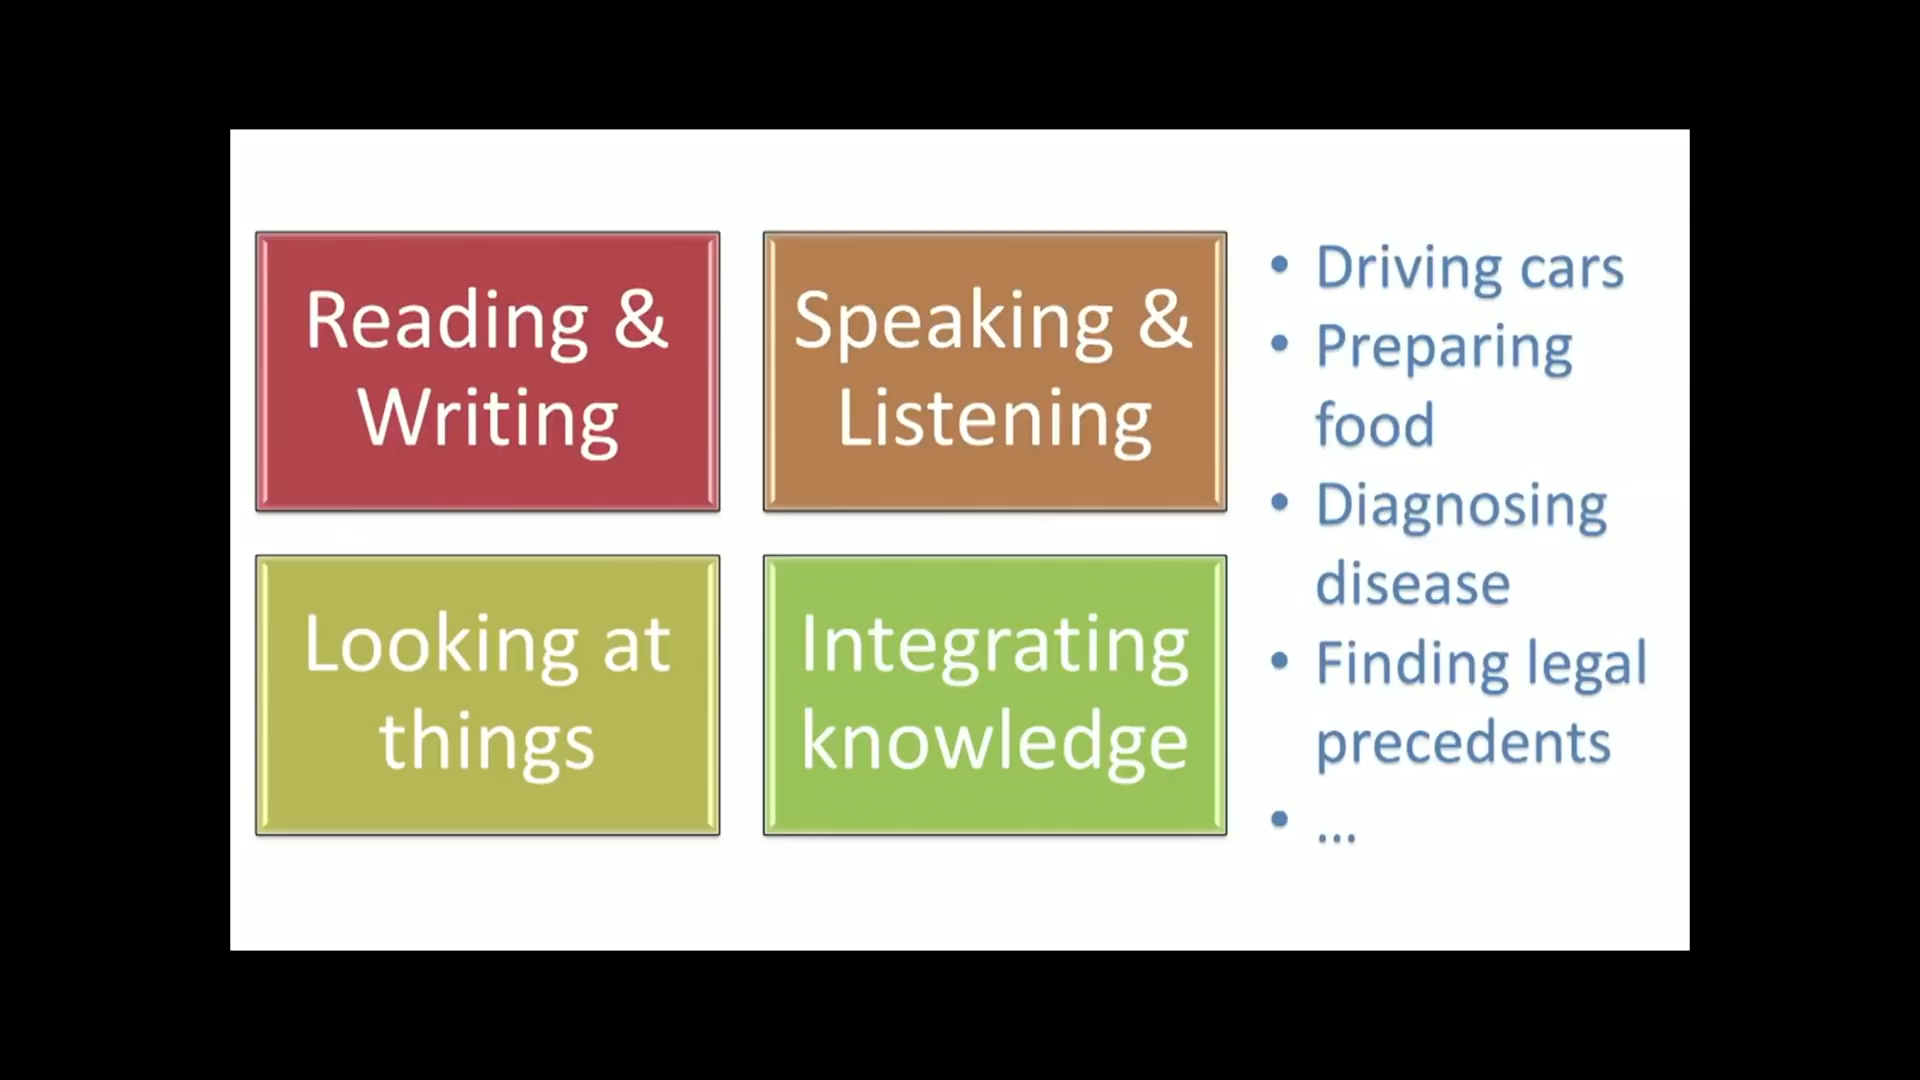 Reading &
Writing
Speaking &
Listening
Looking at
things
Integrating
knowledge
• Driving cars
• Preparing
food
• Diagnosing
disease
• Finding legal
precedents
• ...